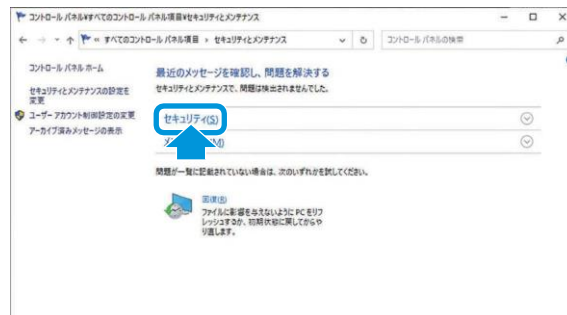 コントロール パネル¥すべてのコントロール パネル項目¥セキュリティとメンテナンス
« すべてのコントロール パネル項目 › セキュリティとメンテナンス
コントロール パネルの検索
コントロール パネル ホーム
セキュリティとメンテナンスの設定を
変更
ユーザー アカウント制御設定の変更
アーカイブ済みメッセージの表示
最近のメッセージを確認し、問題を解決する
セキュリティとメンテナンスで、問題は検出されませんでした。
セキュリティ(S)
(M)
問題が一覧に記載されていない場合は、次のいずれかを試してください。
回復(R)
ファイルに影響を与えないように PC をリフ
レッシュするか、初期状態に戻してからや
り直します。